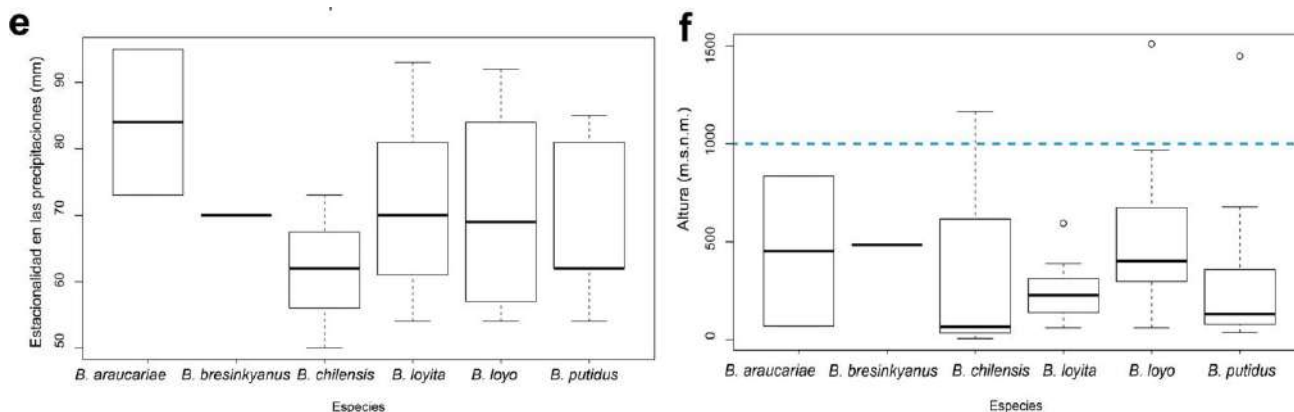 e
Estacionalidad en las precipitaciones (mm)
90
80
70
60
50
B. araucariae B. bresinkyanus B. chilensis B. loyita B. loyo B. putidus
Especies
f
Altura (m.s.n.m.)
1500
1000
500
0
B. araucariae B. bresinkyanus B. chilensis B. loyita B. loyo B. putidus
Especies